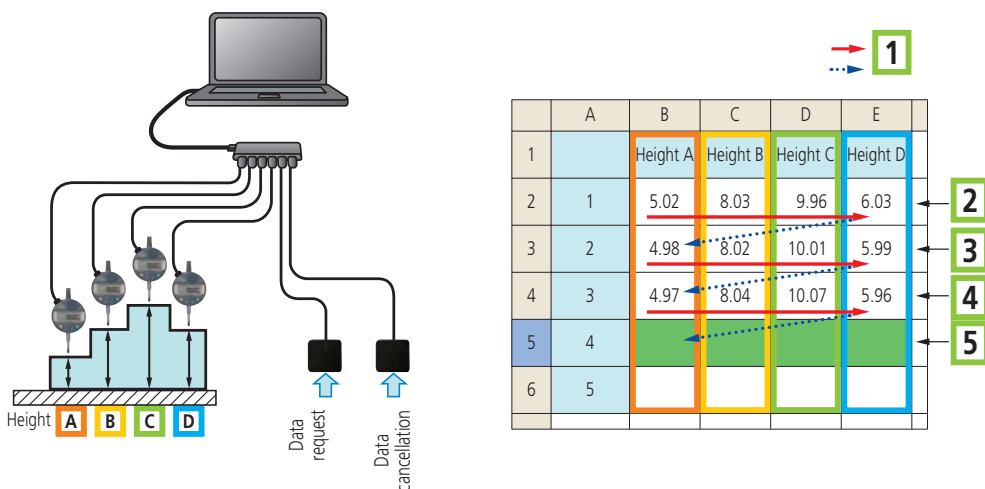 Height A B C D
Data
request
Data
cancellation
1
A B C D E
1 Height A Height B Height C Height D
2 1 5.02 8.03 9.96 6.03 2
3 2 4.98 8.02 10.01 5.99 3
4 3 4.97 8.04 10.07 5.96 4
5 4 5
6 5